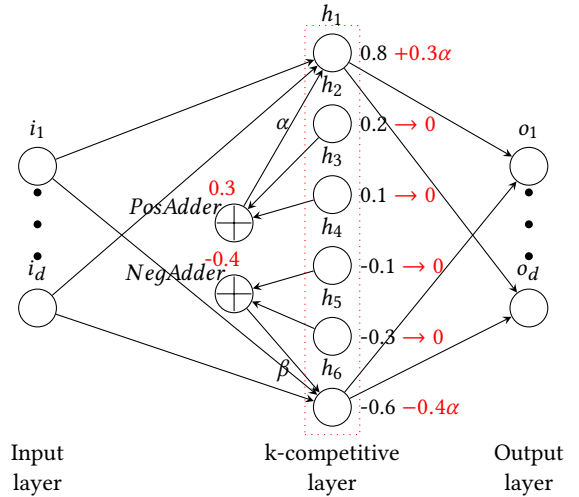 h₁
0.8 +0.3α
h₂
α
0.2 → 0
i₁
o₁
h₃
0.3
0.1 → 0
PosAdder
h₄
-0.4
NegAdder
-0.1 → 0
i_d
o_d
h₅
-0.3 → 0
β
h₆
-0.6 −0.4α
Input
layer
k-competitive
layer
Output
layer